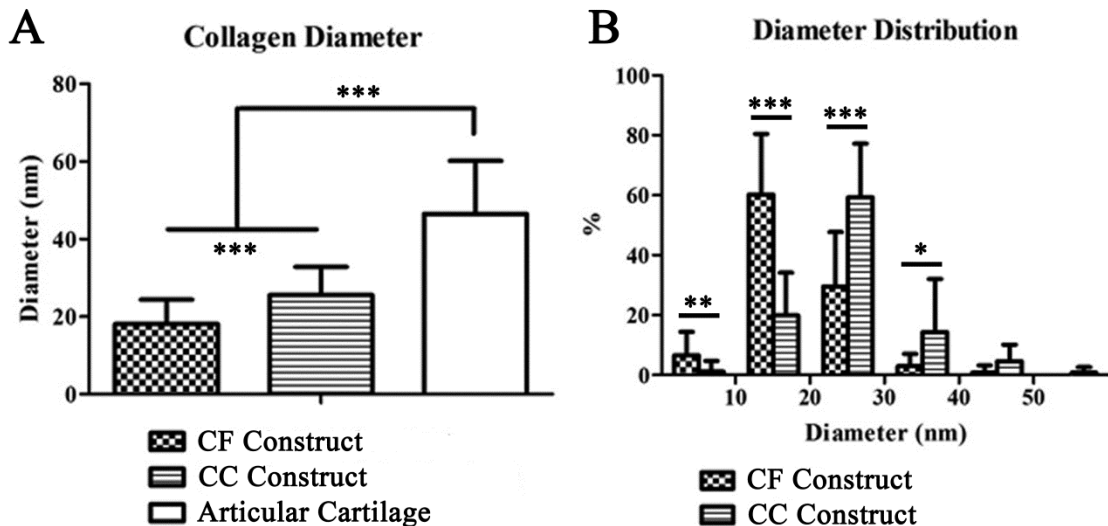 A
Collagen Diameter
Diameter (nm)
80
60
40
20
0
***
***
CF Construct
CC Construct
Articular Cartilage
B
Diameter Distribution
%
100
80
60
40
20
0
**
***
***
*
10
20
30
40
50
Diameter (nm)
CF Construct
CC Construct